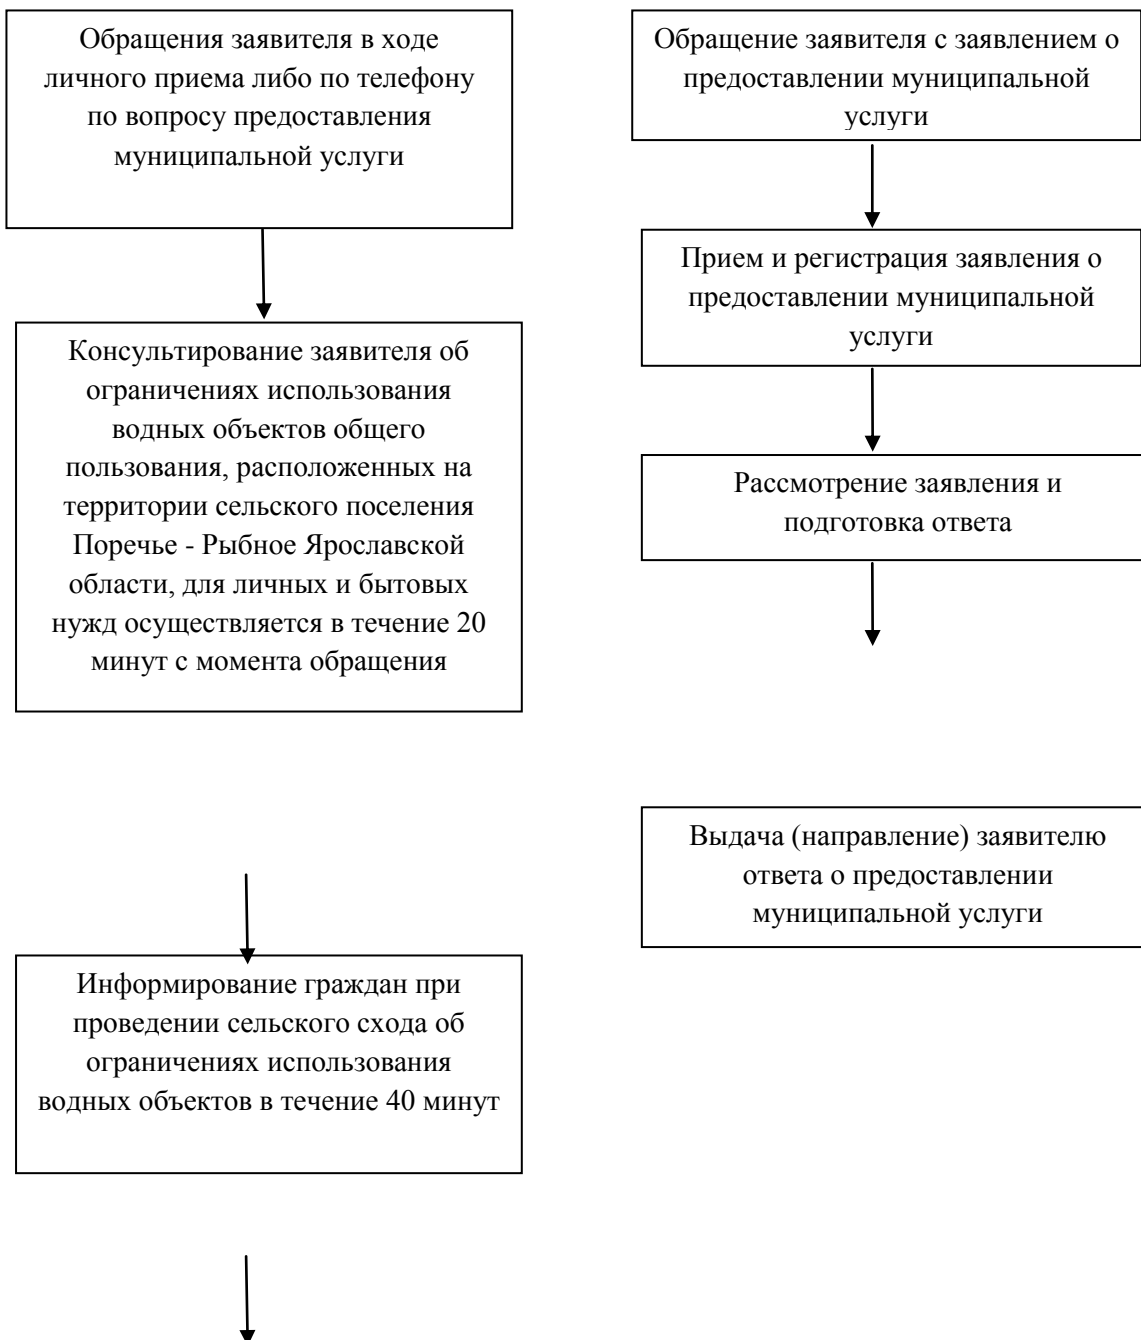 Обращения заявителя в ходе
личного приема либо по телефону
по вопросу предоставления
муниципальной услуги
Консультирование заявителя об
ограничениях использования
водных объектов общего
пользования, расположенных на
территории сельского поселения
Поречье - Рыбное Ярославской
области, для личных и бытовых
нужд осуществляется в течение 20
минут с момента обращения
Информирование граждан при
проведении сельского схода об
ограничениях использования
водных объектов в течение 40 минут
Обращение заявителя с заявлением о
предоставлении муниципальной
услуги
Прием и регистрация заявления о
предоставлении муниципальной
услуги
Рассмотрение заявления и
подготовка ответа
Выдача (направление) заявителю
ответа о предоставлении
муниципальной услуги